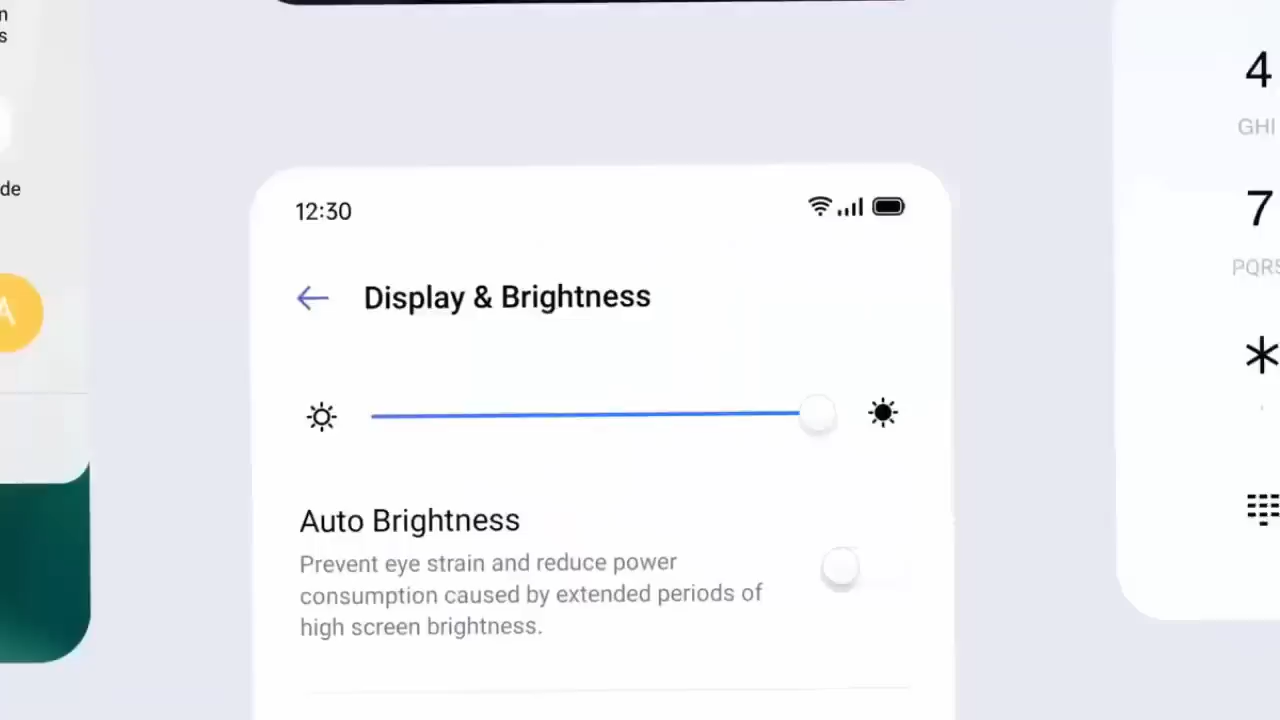 n
s
de
A
12:30
Display & Brightness
Auto Brightness
Prevent eye strain and reduce power
consumption caused by extended periods of
high screen brightness.
4
GHI
7
PQRS
*